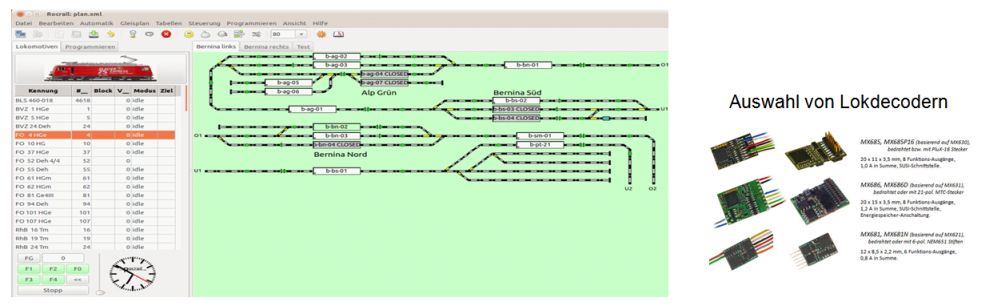 Rocrail: plan.xml
Datei Bearbeiten Automatik Gleisplan Tabellen Steuerung Programmieren Ansicht Hilfe
80
Lokomotiven Programmieren
Bernina links Bernina rechts Test
Kennung #__ Block V__ Modus Ziel
BLS 460-018 4618 0 idle
BVZ 1 HGe 1 0 idle
BVZ 5 HGe 5 0 idle
BVZ 24 Deh 24 0 idle
FO 4 HGe 4 0 idle
FO 10 HG 10 0 idle
FO 37 HGe 37 0 idle
FO 52 Deh 4/4 52 0
FO 55 Deh 55 0 idle
FO 61 HGm 61 0 idle
FO 62 HGm 62 0 idle
FO 81 Ge4III 81 0 idle
FO 94 Deh 94 0 idle
FO 101 HGe 101 0 idle
FO 107 HGe 107 0 idle
RhB 16 Tm 16 0 idle
RhB 19 Tm 19 0 idle
RhB 24 Tm 24 0 idle
FG 0
F1 F2 F0
F3 F4 <<
Stopp
b-ag-02
b-ag-03
b-bn-01
O1
b-ag-04 CLOSED
b-ag-05
b-ag-07 CLOSED
b-ag-06
Alp Grün
Bernina Süd
b-bs-02
b-ag-01
b-bs-03 CLOSED
U1
b-bs-04 CLOSED
b-bn-02
O1
b-bn-03
b-sm-01
b-bn-04 CLOSED
b-pt-21
Bernina Nord
U1
b-bs-01
U2
O2
Auswahl von Lokdecodern
MX685, MX685P16 (basierend auf MX630),
bedrahtet bzw. mit PluX-16 Stecker
20 x 11 x 3,5 mm, 8 Funktions-Ausgänge,
1,0 A in Summe, SUSI-Schnittstelle.
MX686, MX686D (basierend auf MX631),
bedrahtet oder mit 21-pol. MTC-Stecker
20 x 15 x 3,5 mm, 8 Funktions-Ausgänge,
1,2 A in Summe, SUSI-Schnittstelle,
Energiespeicher-Anschaltung.
MX681, MX681N (basierend auf MX621),
bedrahtet oder mit 6-pol. NEM651 Stiften
12 x 8,5 x 2,2 mm, 6 Funktions-Ausgänge,
0,8 A in Summe.